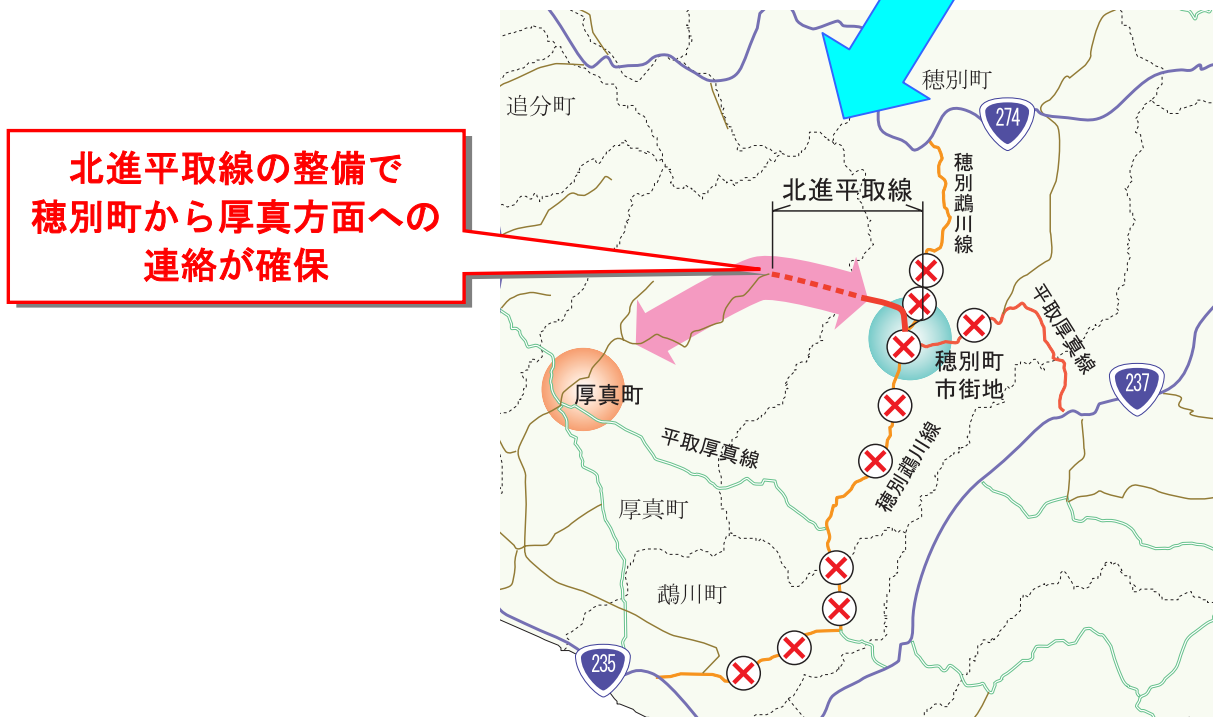 北進平取線の整備で
穂別町から厚真方面への
連絡が確保
追分町
穂別町
274
穂別鵡川線
北進平取線
平取厚真線
穂別町
市街地
237
厚真町
平取厚真線
穂別鵡川線
厚真町
鵡川町
235